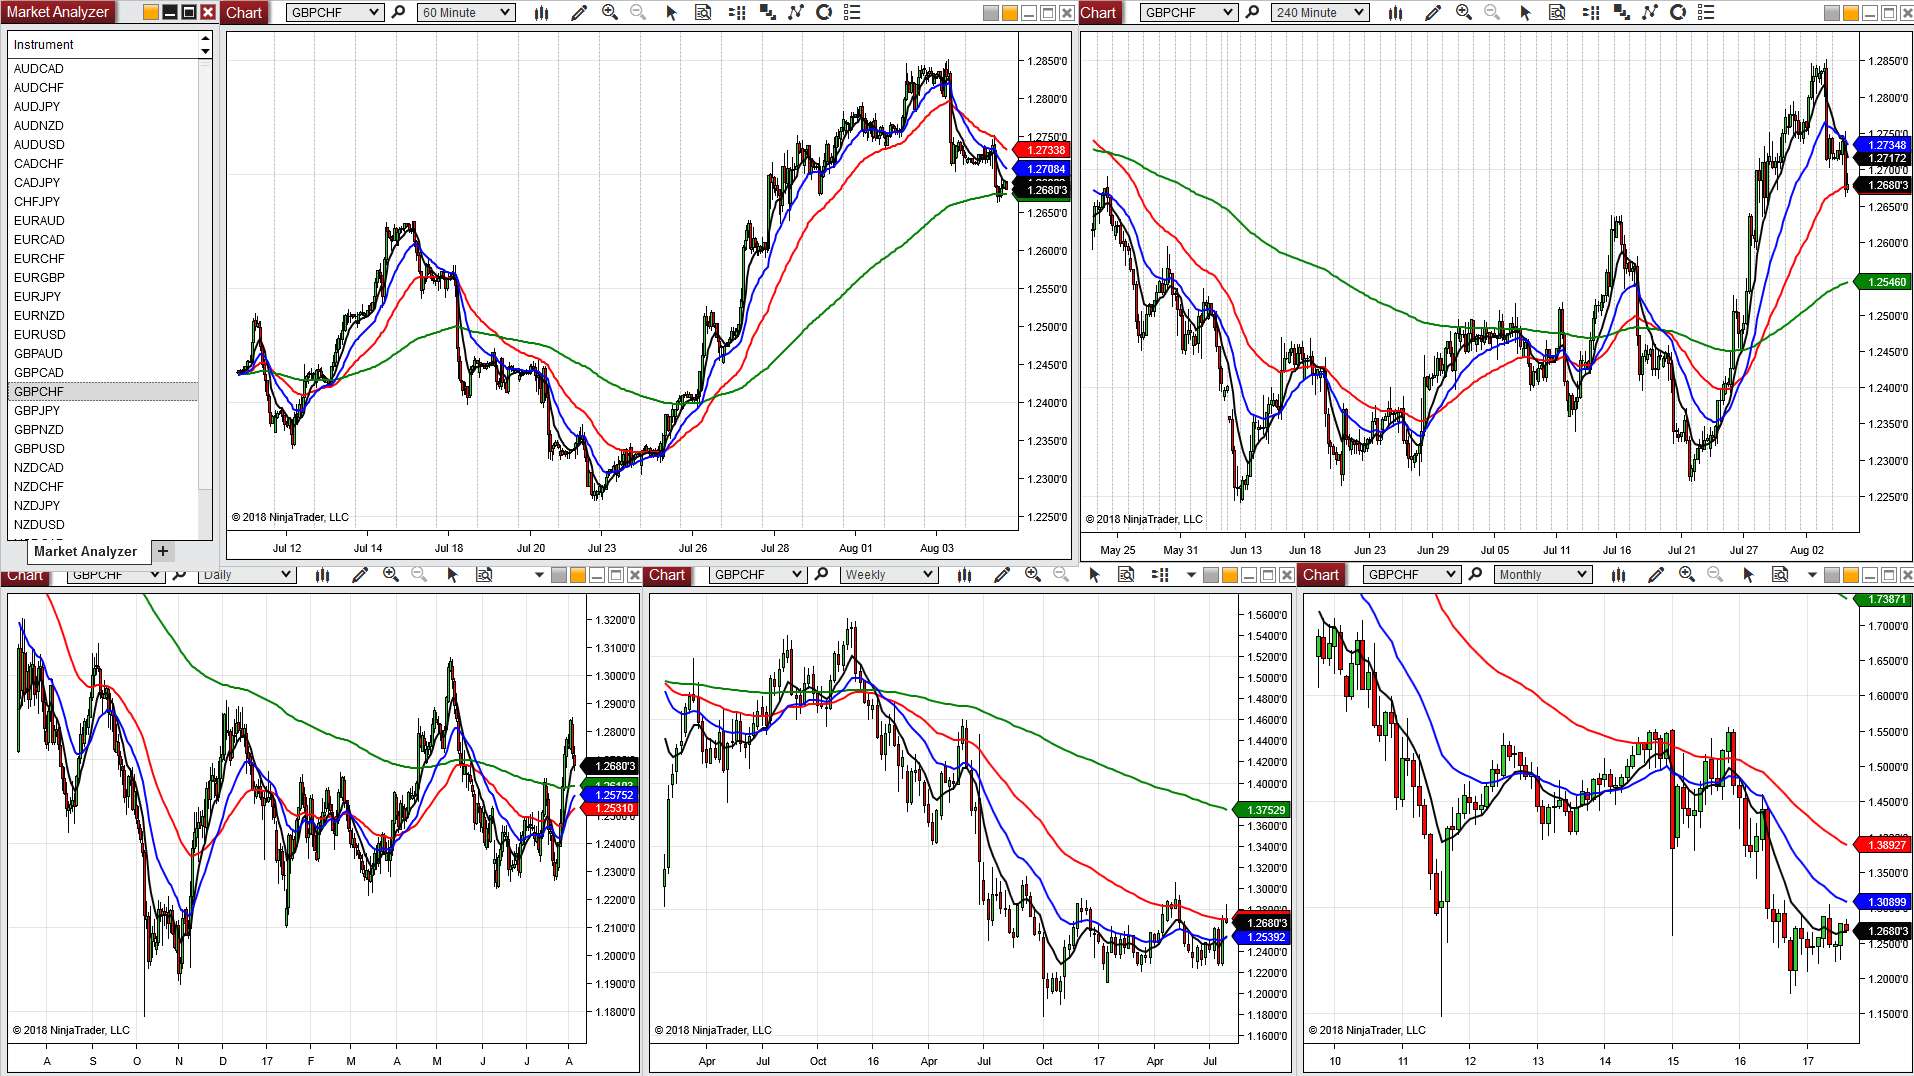 Market Analyzer
Instrument
AUDCAD
AUDCHF
AUDJPY
AUDNZD
AUDUSD
CADCHF
CADJPY
CHFJPY
EURAUD
EURCAD
EURCHF
EURGBP
EURJPY
EURNZD
EURUSD
GBPAUD
GBPCAD
GBPCHF
GBPJPY
GBPNZD
GBPUSD
NZDCAD
NZDCHF
NZDJPY
NZDUSD
Market Analyzer +
Chart GBPCHF 60 Minute
1.2850'0
1.2800'0
1.2750'0
1.27338
1.27084
1.2680'3
1.2650'0
1.2600'0
1.2550'0
1.2500'0
1.2450'0
1.2400'0
1.2350'0
1.2300'0
1.2250'0
© 2018 NinjaTrader, LLC
Jul 12 Jul 14 Jul 18 Jul 20 Jul 23 Jul 26 Jul 28 Aug 01 Aug 03
Chart GBPCHF 240 Minute
1.2850'0
1.2800'0
1.2750'0
1.27348
1.27172
1.2680'3
1.2650'0
1.2600'0
1.25460
1.2500'0
1.2450'0
1.2400'0
1.2350'0
1.2300'0
1.2250'0
© 2018 NinjaTrader, LLC
May 25 May 31 Jun 13 Jun 18 Jun 23 Jun 29 Jul 05 Jul 11 Jul 16 Jul 21 Jul 27 Aug 02
Chart GBPCHF Daily
1.3200'0
1.3100'0
1.3000'0
1.2900'0
1.2800'0
1.2680'3
1.25752
1.25310
1.2400'0
1.2300'0
1.2200'0
1.2100'0
1.2000'0
1.1900'0
1.1800'0
© 2018 NinjaTrader, LLC
A S O N D 17 F M A M J J A
Chart GBPCHF Weekly
1.5600'0
1.5400'0
1.5200'0
1.5000'0
1.4800'0
1.4600'0
1.4400'0
1.4200'0
1.4000'0
1.37529
1.3600'0
1.3400'0
1.3200'0
1.3000'0
1.2680'3
1.25392
1.2400'0
1.2200'0
1.2000'0
1.1800'0
1.1600'0
© 2018 NinjaTrader, LLC
Apr Jul Oct 16 Apr Jul Oct 17 Apr Jul
Chart GBPCHF Monthly
1.73871
1.7000'0
1.6500'0
1.6000'0
1.5500'0
1.5000'0
1.4500'0
1.38927
1.3500'0
1.30899
1.2680'3
1.2500'0
1.2000'0
1.1500'0
© 2018 NinjaTrader, LLC
10 11 12 13 14 15 16 17